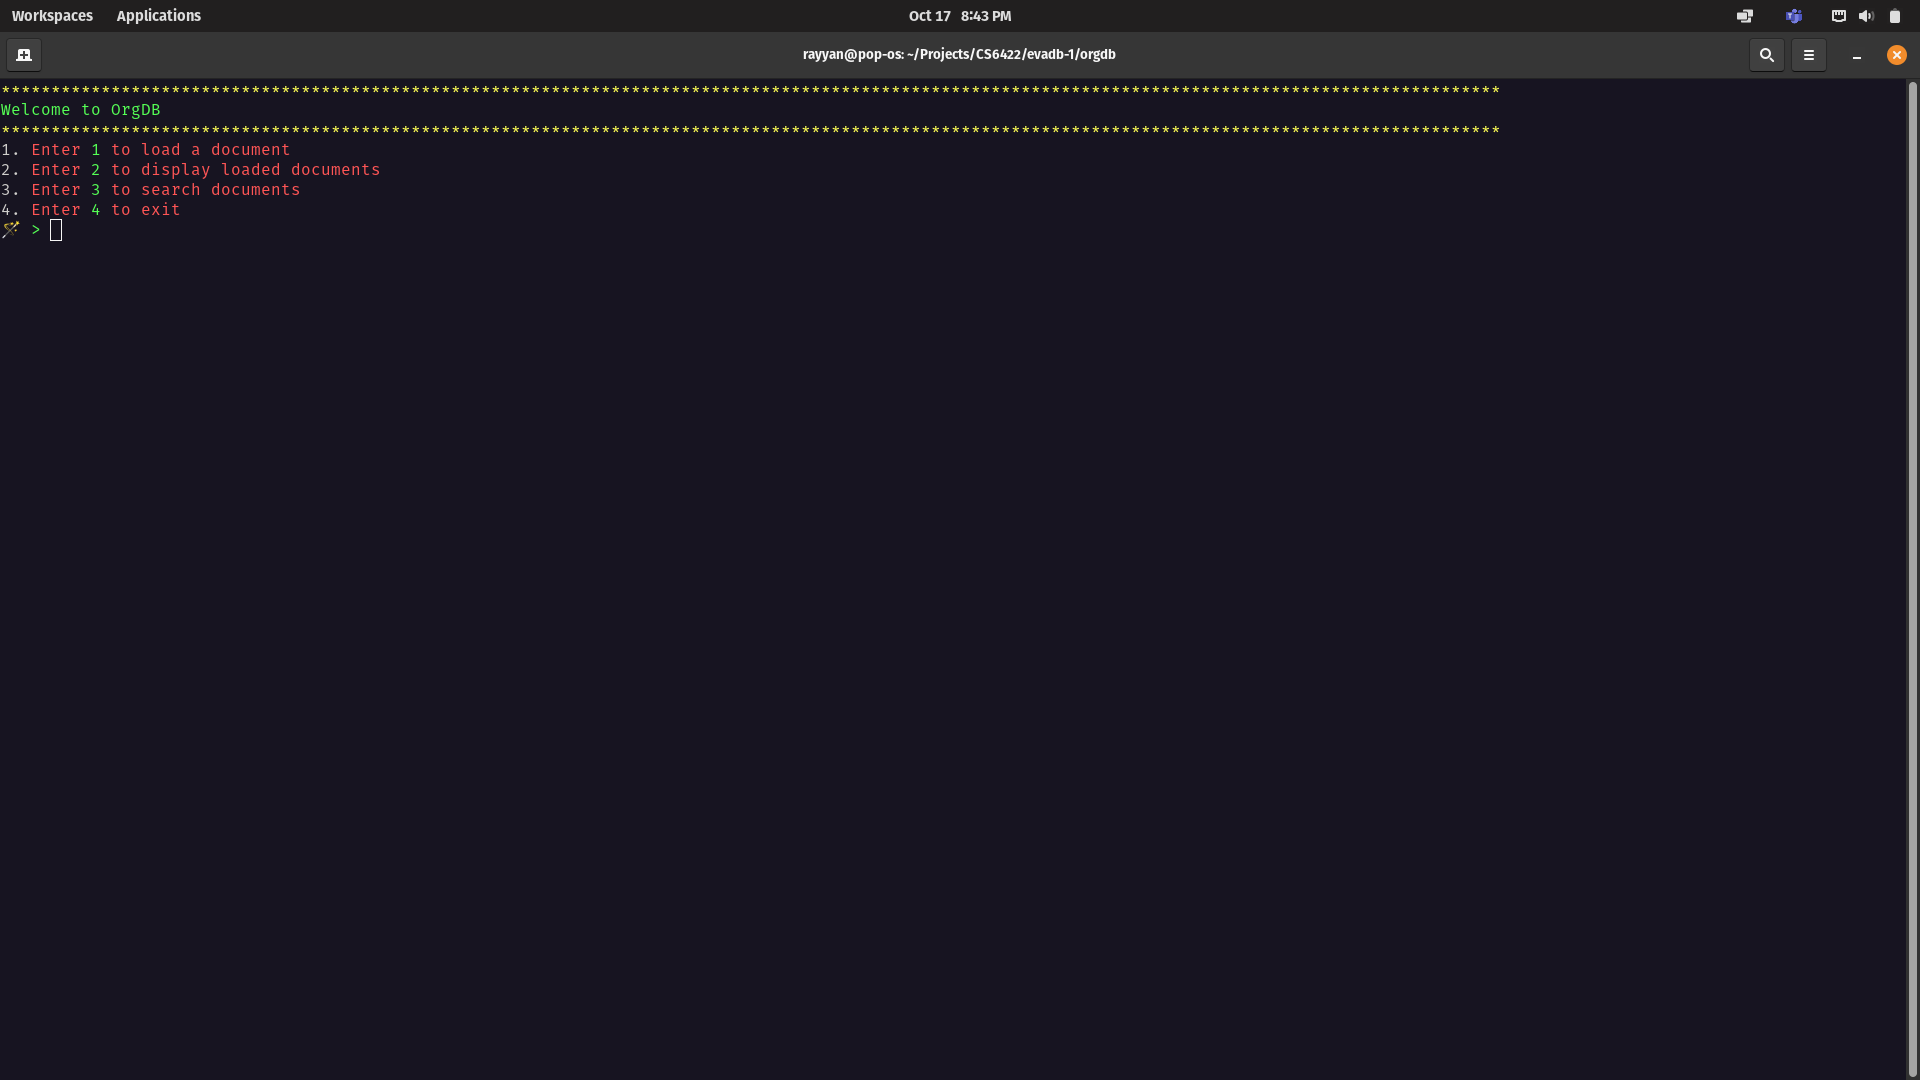 Workspaces Applications Oct 17 8:43 PM
rayyan@pop-os: ~/Projects/CS6422/evadb-1/orgdb
******************************************************************************************************************************************************
Welcome to OrgDB
******************************************************************************************************************************************************
1. Enter 1 to load a document
2. Enter 2 to display loaded documents
3. Enter 3 to search documents
4. Enter 4 to exit
🪄 >